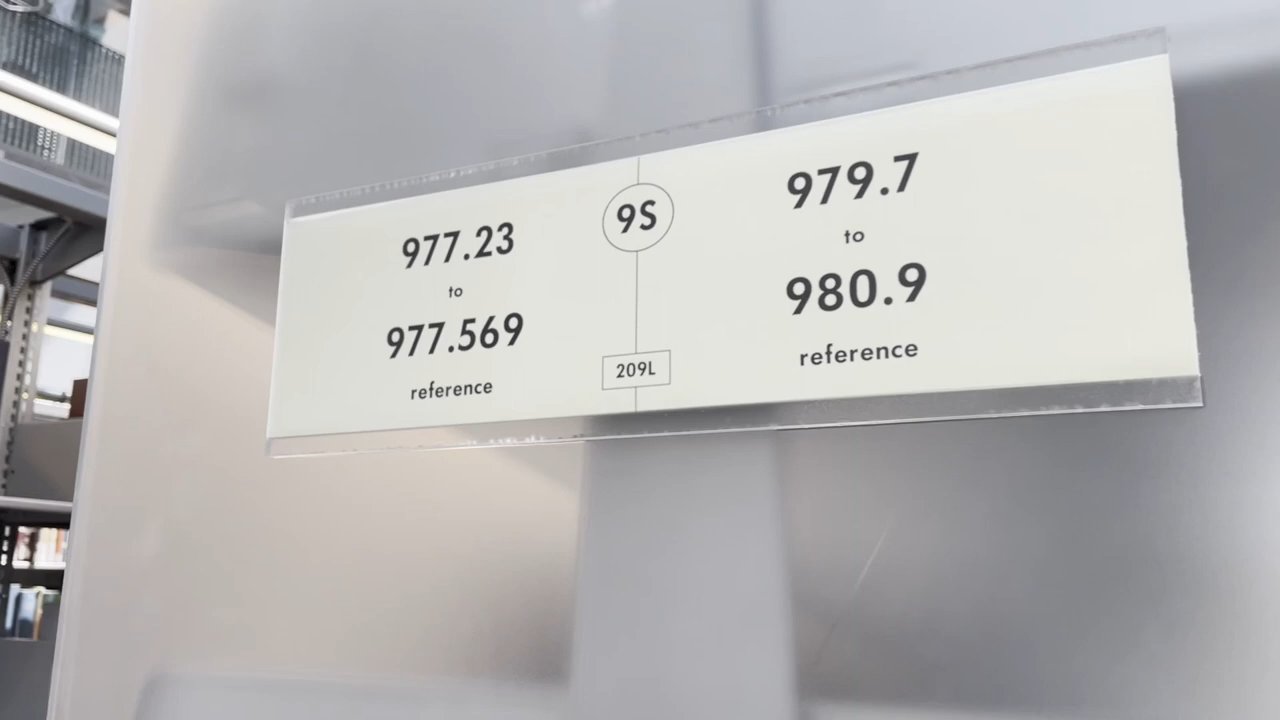 977.23
to
977.569
reference
9S
209L
979.7
to
980.9
reference